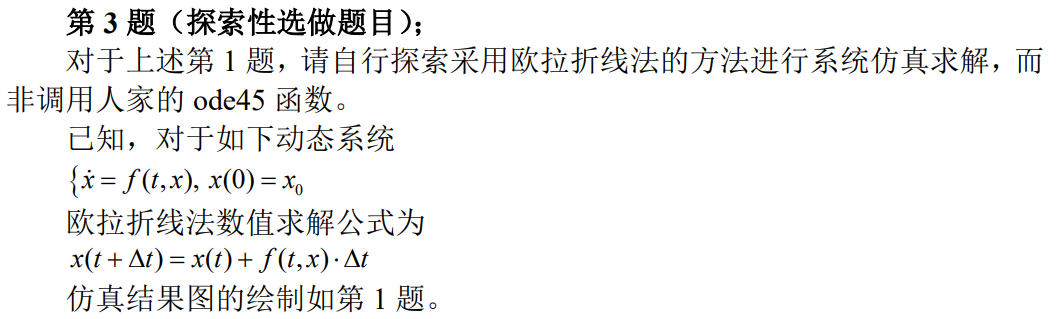 第 3 题（探索性选做题目）；
对于上述第 1 题，请自行探索采用欧拉折线法的方法进行系统仿真求解，而
非调用人家的 ode45 函数。
已知，对于如下动态系统
{ẋ = f(t,x), x(0) = x₀
欧拉折线法数值求解公式为
x(t + Δt) = x(t) + f(t,x)·Δt
仿真结果图的绘制如第 1 题。